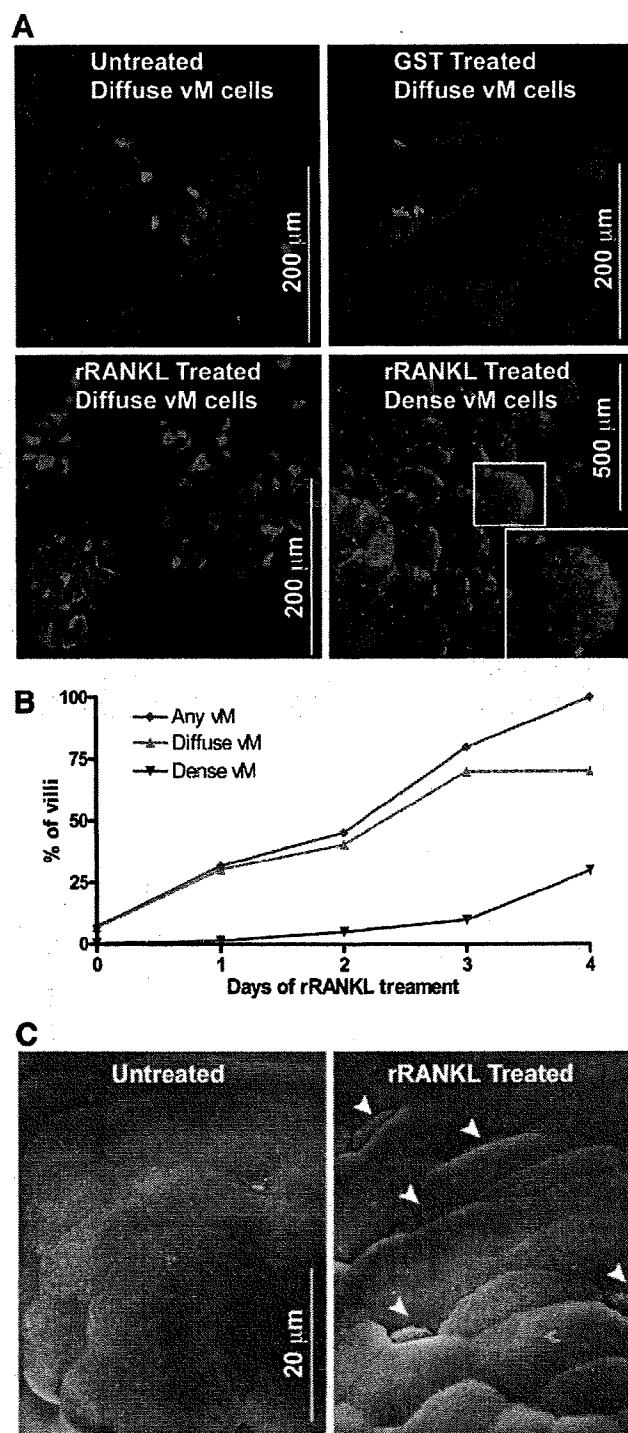 A
Untreated
Diffuse vM cells
200 µm
GST Treated
Diffuse vM cells
200 µm
rRANKL Treated
Diffuse vM cells
200 µm
rRANKL Treated
Dense vM cells
500 µm
B
100
75
50
25
0
% of villi
Any vM
Diffuse vM
Dense vM
0 1 2 3 4
Days of rRANKL treament
C
Untreated
20 µm
rRANKL Treated